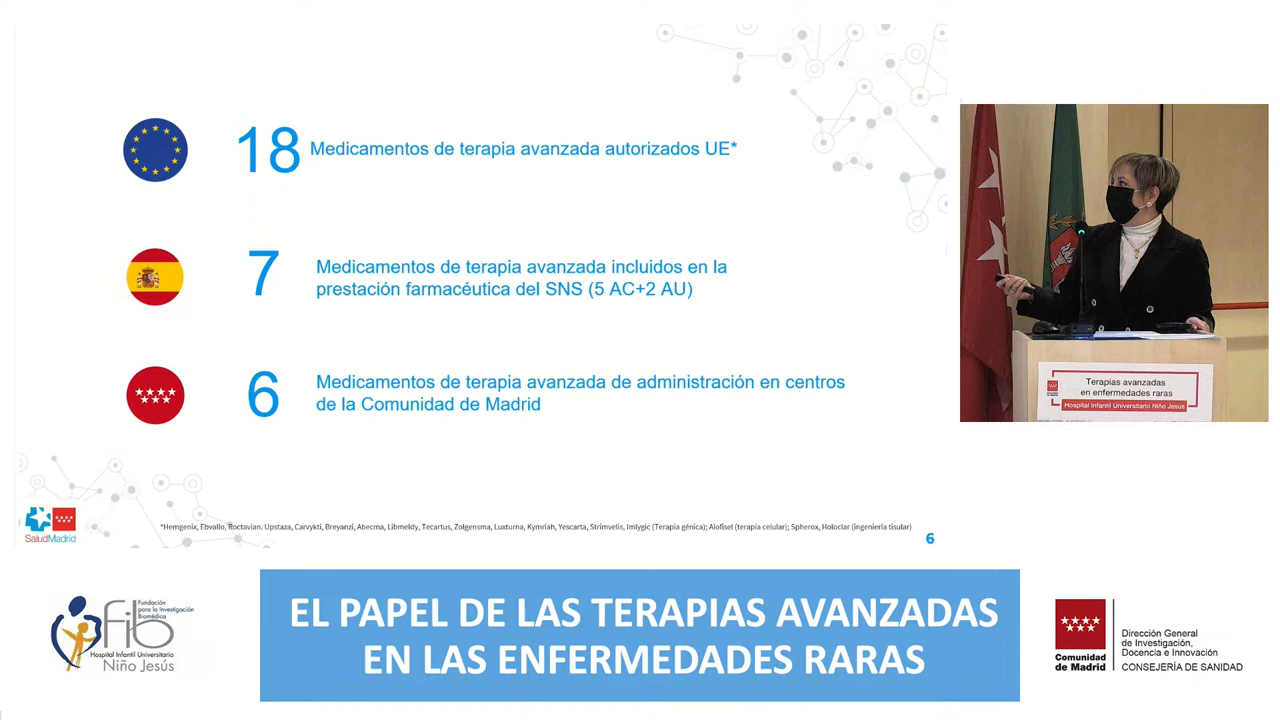 18 Medicamentos de terapia avanzada autorizados UE*
7 Medicamentos de terapia avanzada incluidos en la
prestación farmacéutica del SNS (5 AC+2 AU)
6 Medicamentos de terapia avanzada de administración en centros
de la Comunidad de Madrid
*Hemgenix, Ebvallo, Roctavian. Upstaza, Carvykti, Breyanzi, Abecma, Libmeldy, Tecartus, Zolgensma, Luxturna, Kymriah, Yescarta, Strimvelis, Imlygic (Terapia génica); Alofisel (terapia celular); Spherox, Holoclar (ingeniería tisular)
SaludMadrid
6
Terapias avanzadas
en enfermedades raras
Hospital Infantil Universitario Niño Jesús
Fundación
para la Investigación
Biomédica
fib
Hospital Infantil Universitario
Niño Jesús
EL PAPEL DE LAS TERAPIAS AVANZADAS
EN LAS ENFERMEDADES RARAS
Comunidad
de Madrid
Dirección General
de Investigación,
Docencia e Innovación
CONSEJERÍA DE SANIDAD